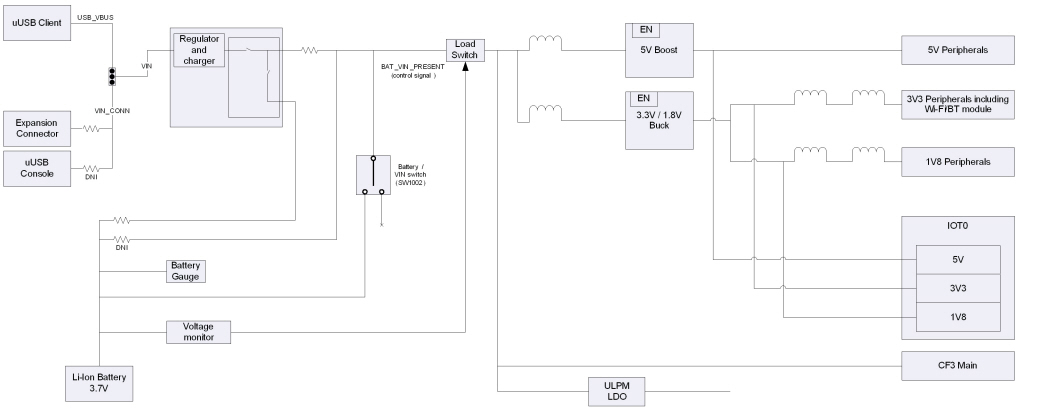 uUSB Client
USB_VBUS
VIN
VIN_CONN
Expansion
Connector
uUSB
Console
DNI
Regulator
and
charger
Load
Switch
BAT_VIN_PRESENT
(control signal )
Battery /
VIN switch
(SW1002)
DNI
Battery
Gauge
Voltage
monitor
Li-Ion Battery
3.7V
EN
5V Boost
EN
3.3V / 1.8V
Buck
5V Peripherals
3V3 Peripherals including
Wi-Fi/BT module
1V8 Peripherals
IOT0
5V
3V3
1V8
CF3 Main
ULPM
LDO